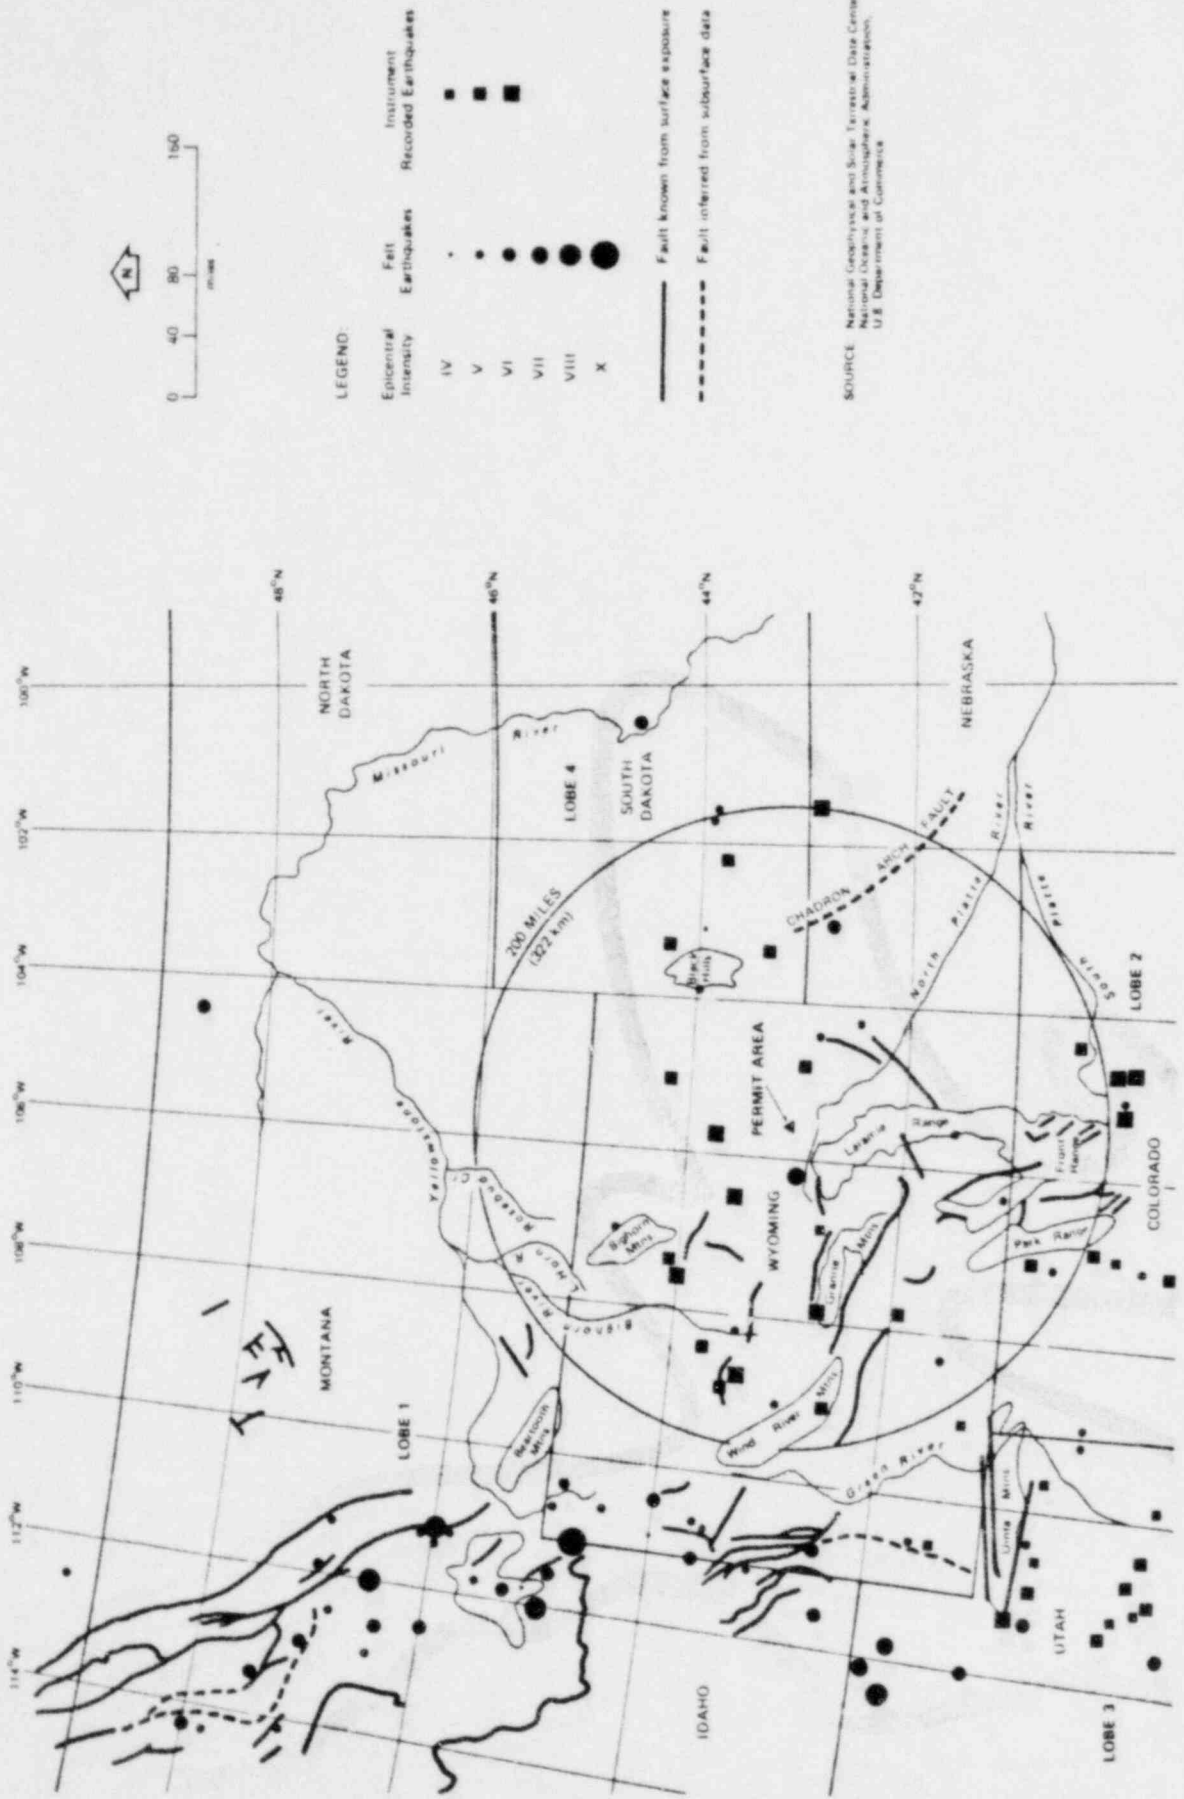 N
0 40 80 160
miles
LEGEND:
Epicentral
Intensity
Felt
Earthquakes
Instrument
Recorded Earthquakes
IV
V
VI
VII
VIII
X
Fault known from surface exposure
Fault inferred from subsurface data
SOURCE National Geophysical and Solar Terrestrial Data Cente
National Oceanic and Atmospheric Administration,
U.S. Department of Commerce
114°W
112°W
110°W
108°W
106°W
104°W
102°W
100°W
48°N
46°N
44°N
42°N
NORTH
DAKOTA
Missouri River
LOBE 4
SOUTH
DAKOTA
NEBRASKA
200 MILES
(322 km)
CHADRON ARCH FAULT
North Platte River
South Platte River
LOBE 2
Black
Hills
Yellowstone River
Rosebud
Horn R
Bighorn River
Bighorn
Mtns
PERMIT AREA
WYOMING
Laramie Range
Front
Range
COLORADO
Park Range
Granite Mtns
MONTANA
LOBE 1
Beartooth
Mtns
Wind River Mtns
Green River
Uinta Mtns
UTAH
IDAHO
LOBE 3